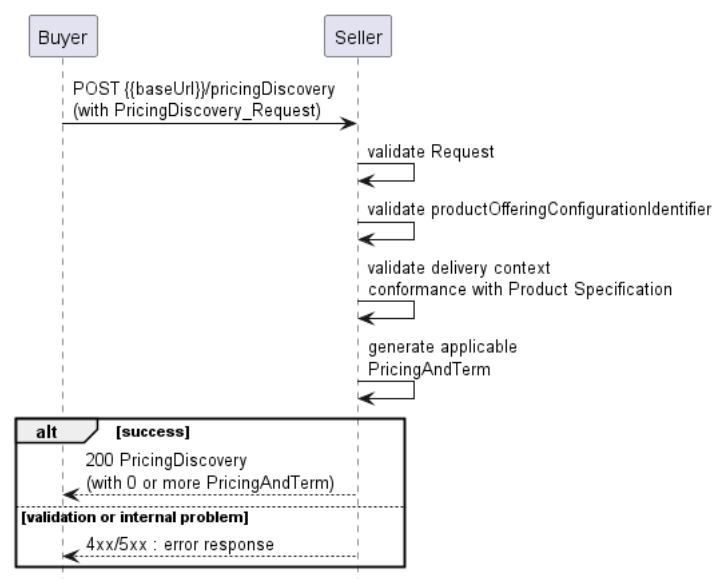 Buyer
Seller
POST {{baseUrl}}/pricingDiscovery
(with PricingDiscovery_Request)
validate Request
validate productOfferingConfigurationIdentifier
validate delivery context
conformance with Product Specification
generate applicable
PricingAndTerm
alt [success]
200 PricingDiscovery
(with 0 or more PricingAndTerm)
[validation or internal problem]
4xx/5xx : error response